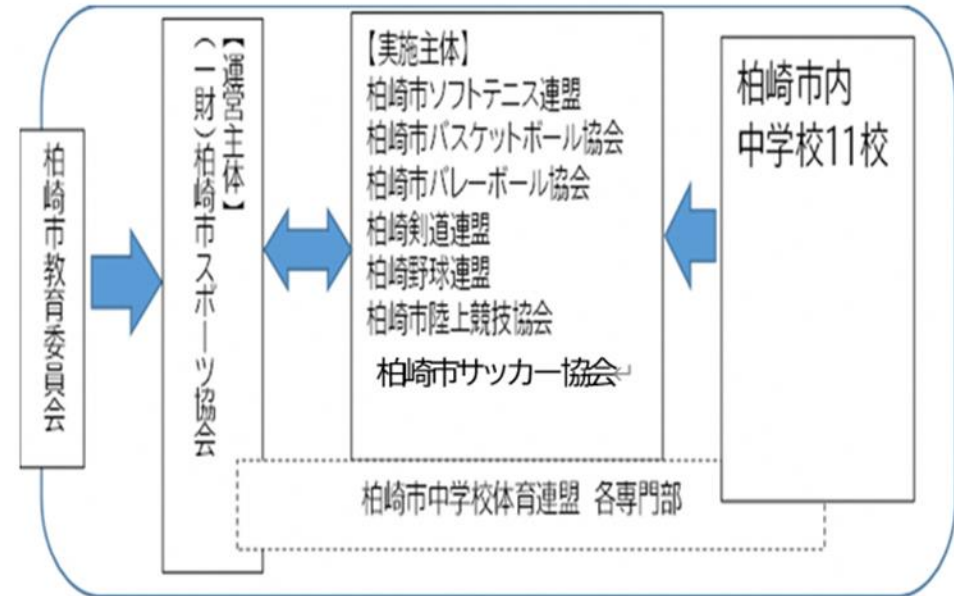 柏崎市教育委員会
【運営主体】
（一財）柏崎市スポーツ協会
【実施主体】
柏崎市ソフトテニス連盟
柏崎市バスケットボール協会
柏崎市バレーボール協会
柏崎剣道連盟
柏崎野球連盟
柏崎市陸上競技協会
柏崎市サッカー協会↵
柏崎市内
中学校11校
柏崎市中学校体育連盟 各専門部